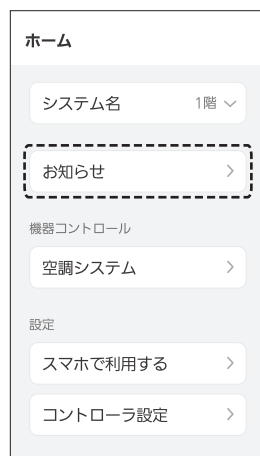 ホーム
システム名 1階
お知らせ
機器コントロール
空調システム
設定
スマホで利用する
コントローラ設定